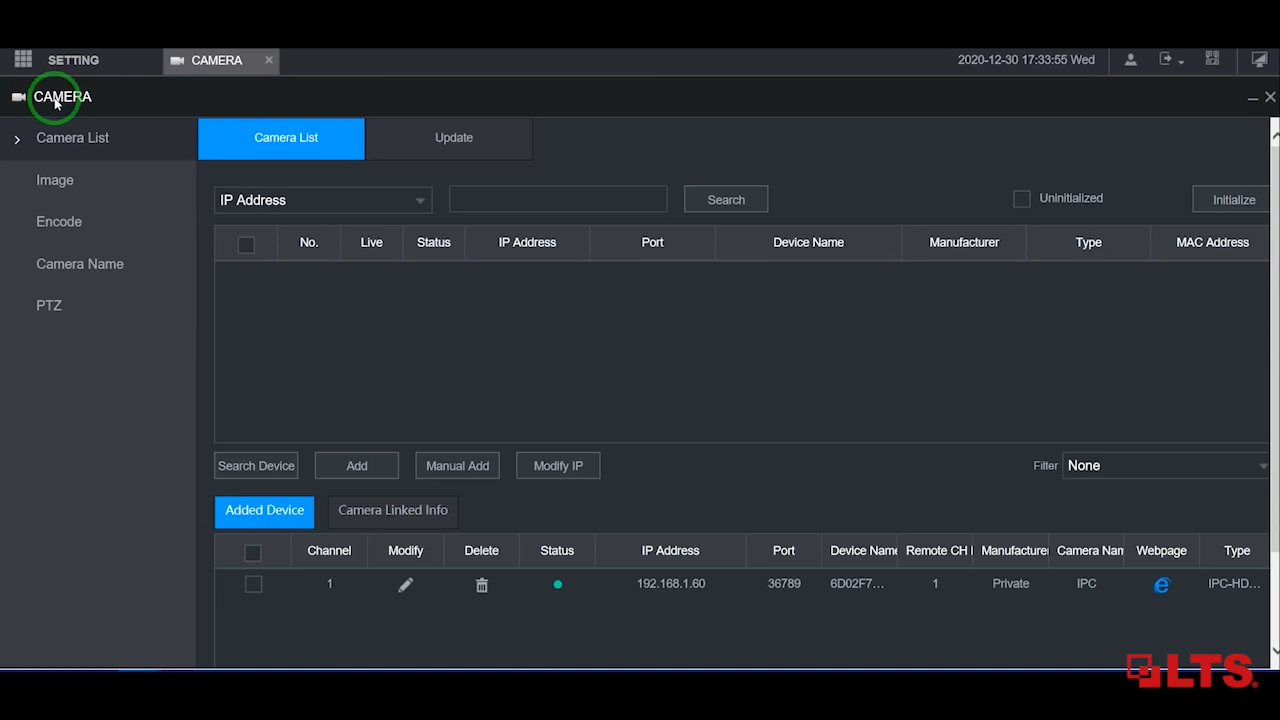 SETTING CAMERA 2020-12-30 17:33:55 Wed
CAMERA
Camera List
Image
Encode
Camera Name
PTZ
Camera List Update
IP Address Search Uninitialized Initialize
No. Live Status IP Address Port Device Name Manufacturer Type MAC Address
Search Device Add Manual Add Modify IP Filter None
Added Device Camera Linked Info
Channel Modify Delete Status IP Address Port Device Name Remote CH Manufacturer Camera Nam Webpage Type
1 192.168.1.60 36789 6D02F7... 1 Private IPC IPC-HD...
LTS